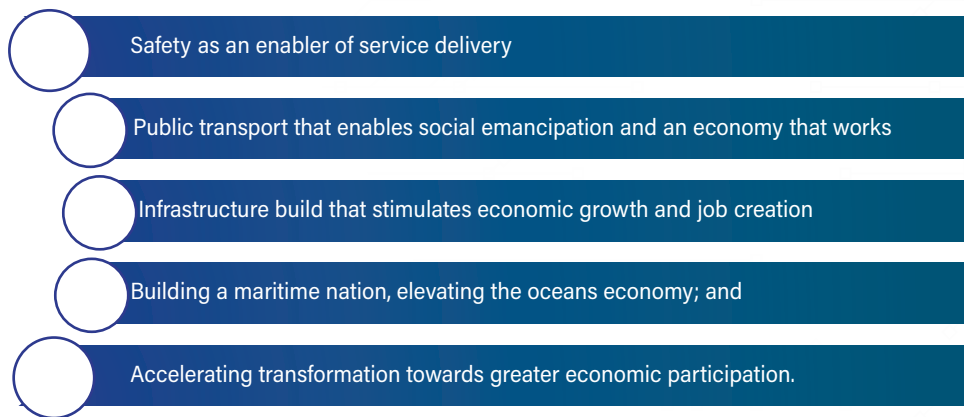 Safety as an enabler of service delivery
Public transport that enables social emancipation and an economy that works
Infrastructure build that stimulates economic growth and job creation
Building a maritime nation, elevating the oceans economy; and
Accelerating transformation towards greater economic participation.